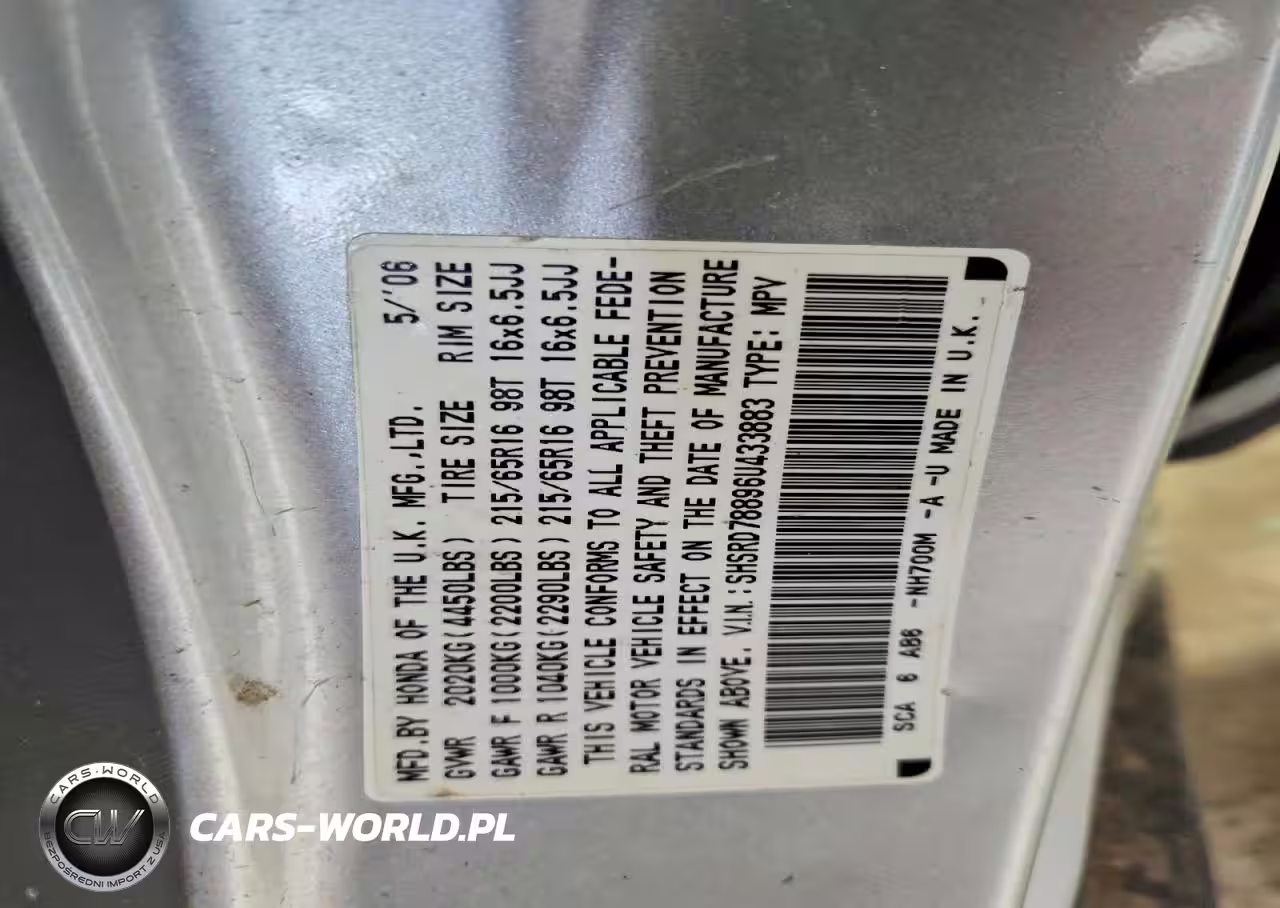 MFD.BY HONDA OF THE U.K. MFG.,LTD. 5/'06
GVWR 2020KG(4450LBS) TIRE SIZE RIM SIZE
GAWR F 1000KG(2200LBS) 215/65R16 98T 16x6.5JJ
GAWR R 1040KG(2290LBS) 215/65R16 98T 16x6.5JJ
THIS VEHICLE CONFORMS TO ALL APPLICABLE FEDE-
RAL MOTOR VEHICLE SAFETY AND THEFT PREVENTION
STANDARDS IN EFFECT ON THE DATE OF MANUFACTURE
SHOWN ABOVE. V.I.N.:SHSRD78896U433883 TYPE: MPV
SCA 6 A86 -NH700M -A -U MADE IN U.K.
CARS-WORLD
CW
BEZPOŚREDNI IMPORT Z USA
CARS-WORLD.PL